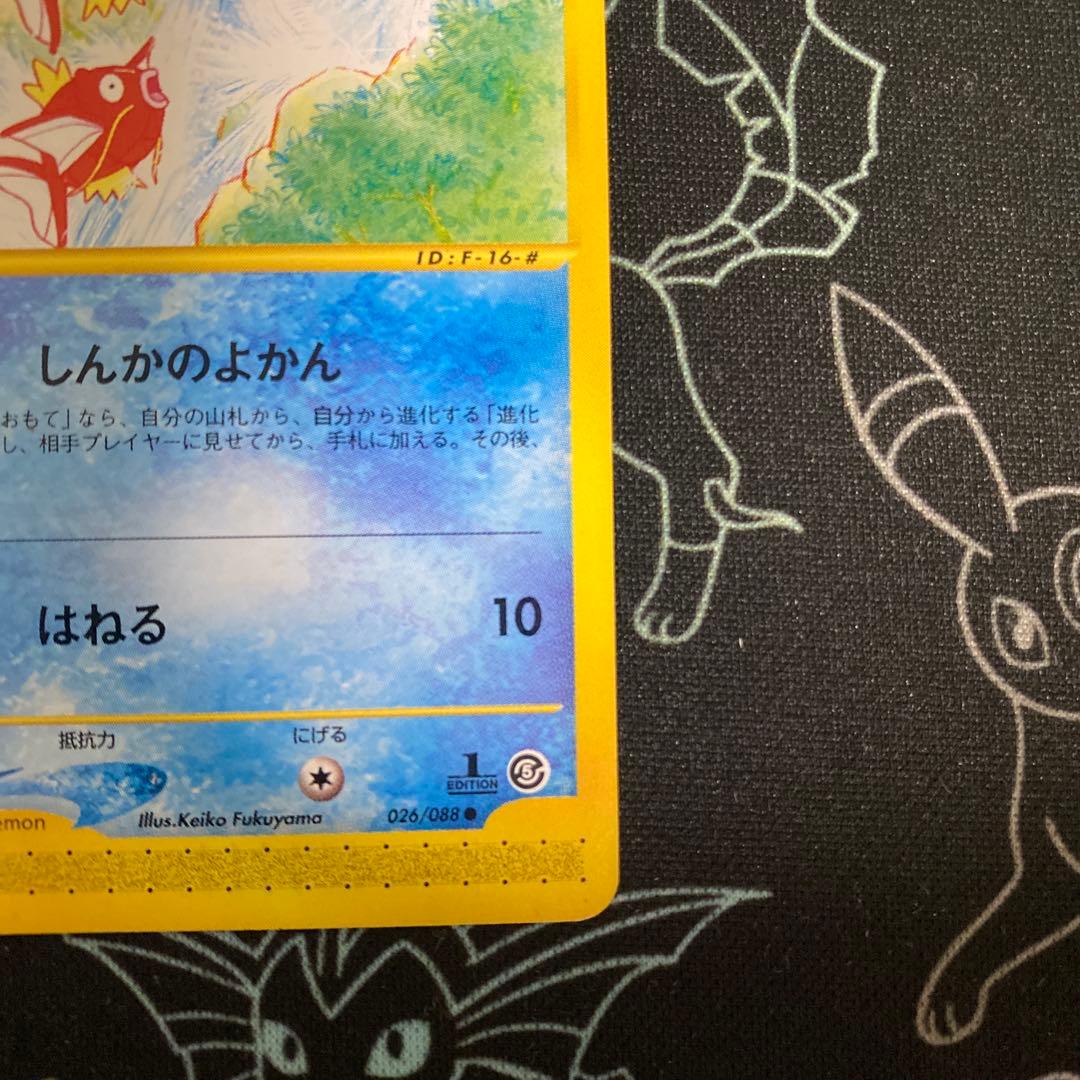 ID:F-16-#
しんかのよかん
おもて」なら、自分の山札から、自分から進化する「進化
し、相手プレイヤーに見せてから、手札に加える。その後、
はねる 10
抵抗力 にげる
1 EDITION 5
Illus.Keiko Fukuyama 026/088 ●
emon